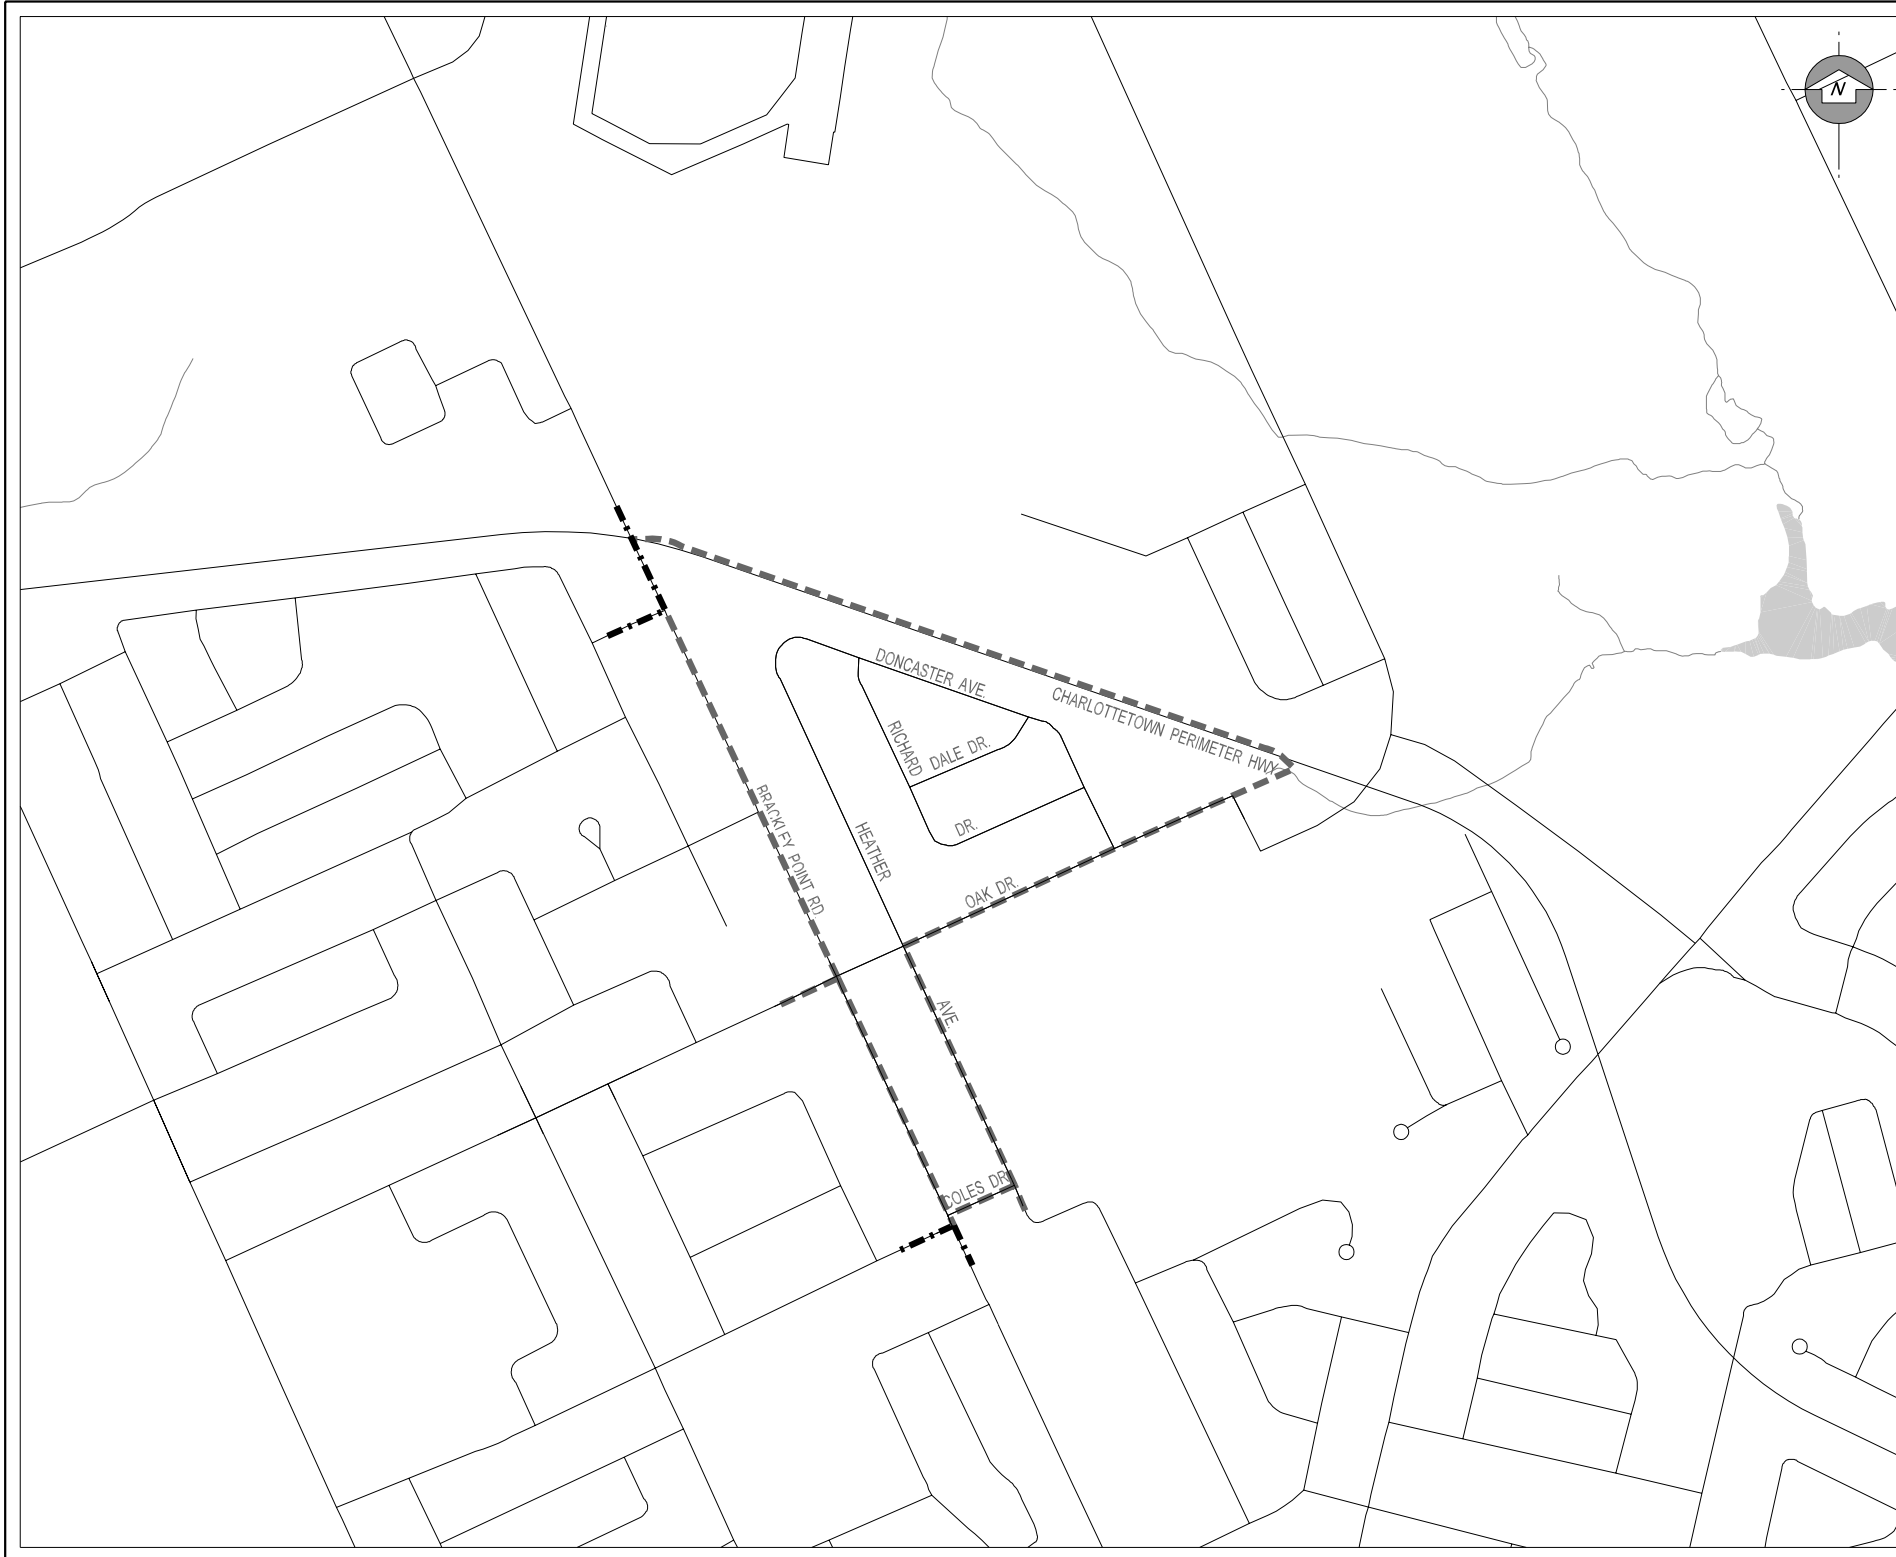 N
DONCASTER AVE.
CHARLOTTETOWN PERIMETER HWY.
RICHARD
DALE DR.
BRACKLEY POINT RD.
HEATHER
DR.
OAK DR.
AVE.
COLES DR.